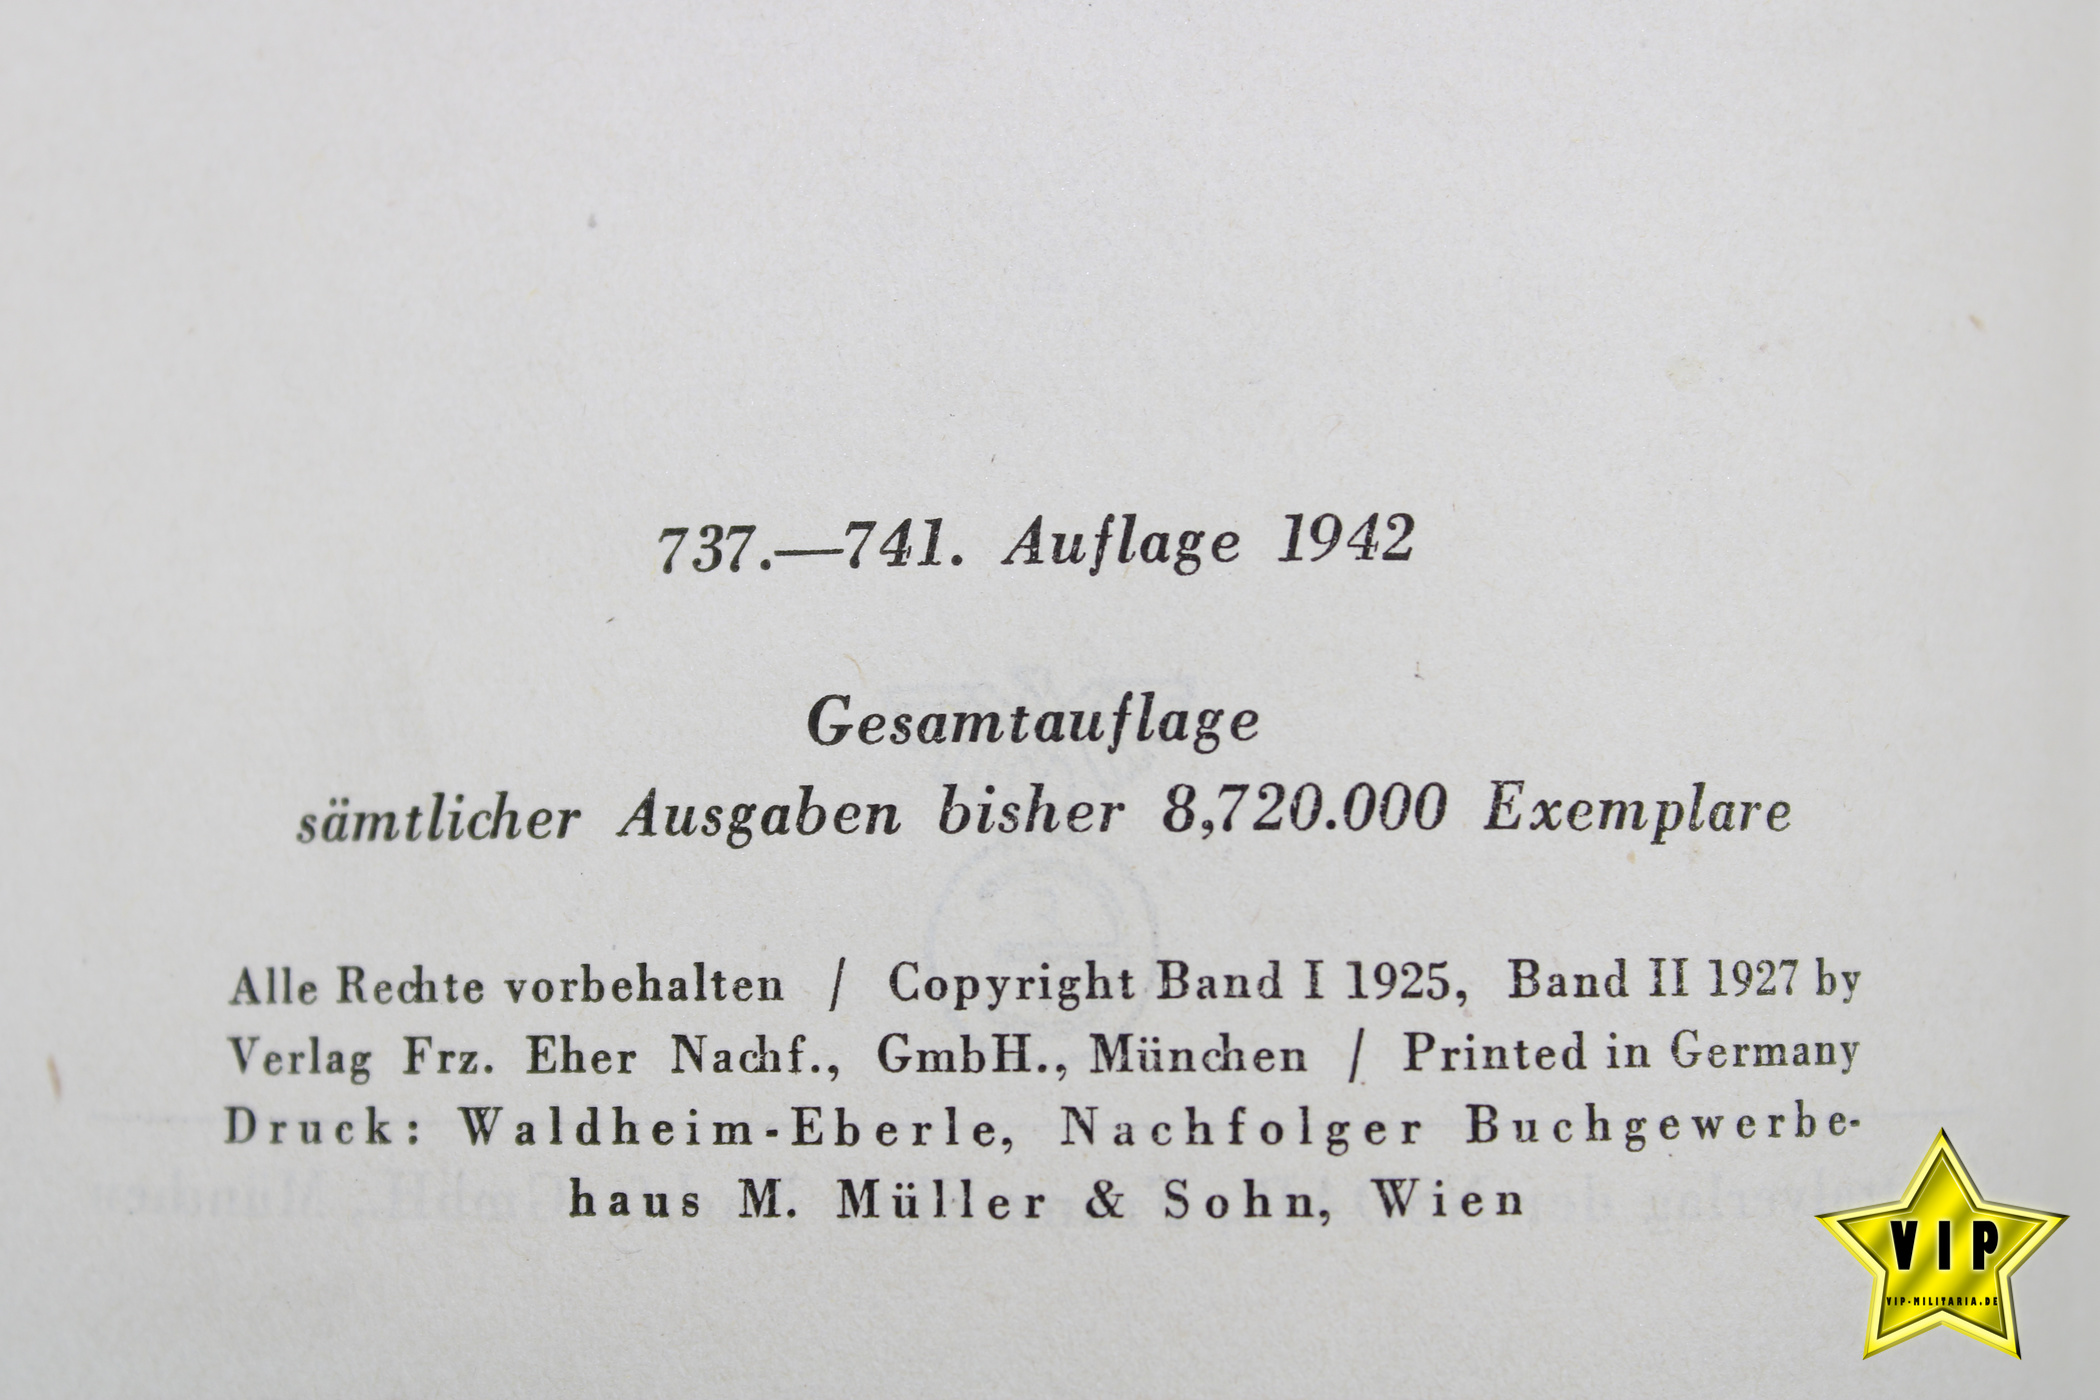 737.—741. Auflage 1942
Gesamtauflage
sämtlicher Ausgaben bisher 8,720.000 Exemplare
Alle Rechte vorbehalten / Copyright Band I 1925, Band II 1927 by
Verlag Frz. Eher Nachf., GmbH., München / Printed in Germany
Druck: Waldheim-Eberle, Nachfolger Buchgewerbe-
haus M. Müller & Sohn, Wien
VIP
VIP-MILITARIA.DE